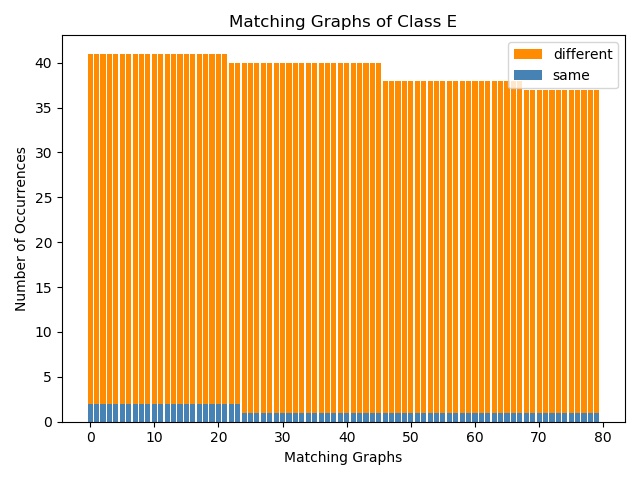 Matching Graphs of Class E
different
same
Number of Occurrences
40
35
30
25
20
15
10
5
0
0 10 20 30 40 50 60 70 80
Matching Graphs